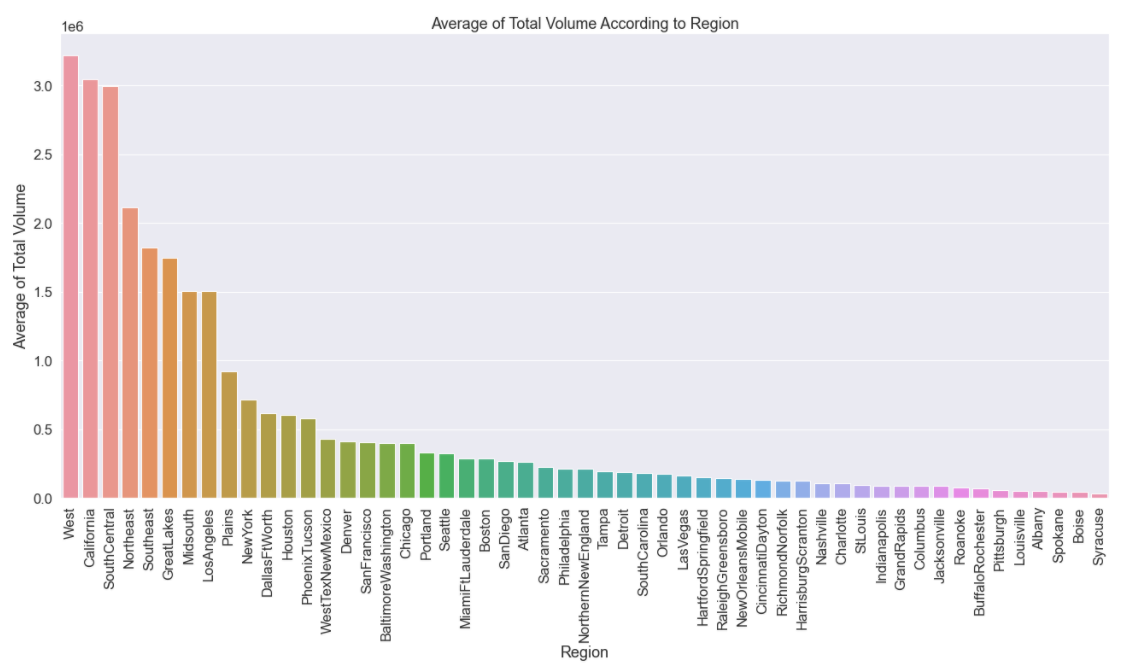 Average of Total Volume According to Region
1e6
3.0
2.5
2.0
1.5
1.0
0.5
0.0
Average of Total Volume
West
California
SouthCentral
Northeast
Southeast
GreatLakes
Midsouth
LosAngeles
Plains
NewYork
DallasFtWorth
Houston
PhoenixTucson
WestTexNewMexico
Denver
SanFrancisco
BaltimoreWashington
Chicago
Portland
Seattle
MiamiFtLauderdale
Boston
SanDiego
Atlanta
Sacramento
Philadelphia
NorthernNewEngland
Tampa
Detroit
SouthCarolina
Orlando
LasVegas
HartfordSpringfield
RaleighGreensboro
NewOrleansMobile
CincinnatiDayton
RichmondNorfolk
HarrisburgScranton
Nashville
Charlotte
StLouis
Indianapolis
GrandRapids
Columbus
Jacksonville
Roanoke
BuffaloRochester
Pittsburgh
Louisville
Albany
Spokane
Boise
Syracuse
Region